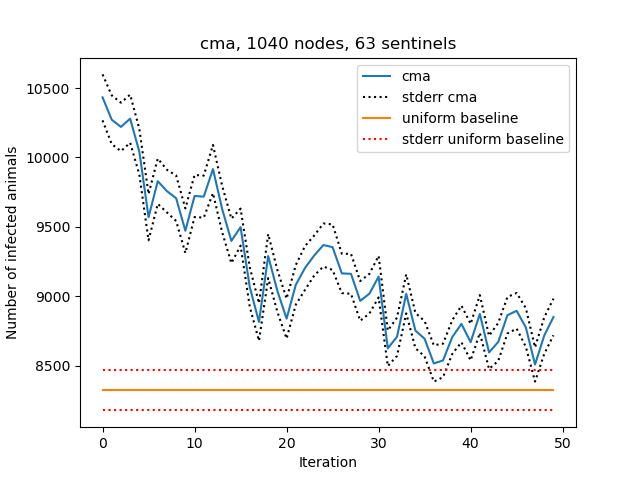 cma, 1040 nodes, 63 sentinels
cma
stderr cma
uniform baseline
stderr uniform baseline
Number of infected animals
10500
10000
9500
9000
8500
0 10 20 30 40 50
Iteration